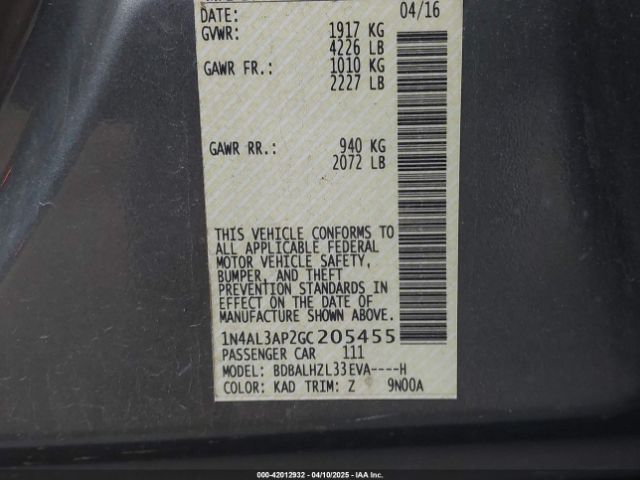 DATE: 04/16
GVWR: 1917 KG
4226 LB
GAWR FR.: 1010 KG
2227 LB
GAWR RR.: 940 KG
2072 LB
THIS VEHICLE CONFORMS TO
ALL APPLICABLE FEDERAL
MOTOR VEHICLE SAFETY,
BUMPER, AND THEFT
PREVENTION STANDARDS IN
EFFECT ON THE DATE OF
MANUFACTURE SHOWN ABOVE.
1N4AL3AP2GC205455
PASSENGER CAR 111
MODEL: BDBALHZL33EVA----H
COLOR: KAD TRIM: Z 9N00A
000-42012932 - 04/10/2025 - IAA Inc.